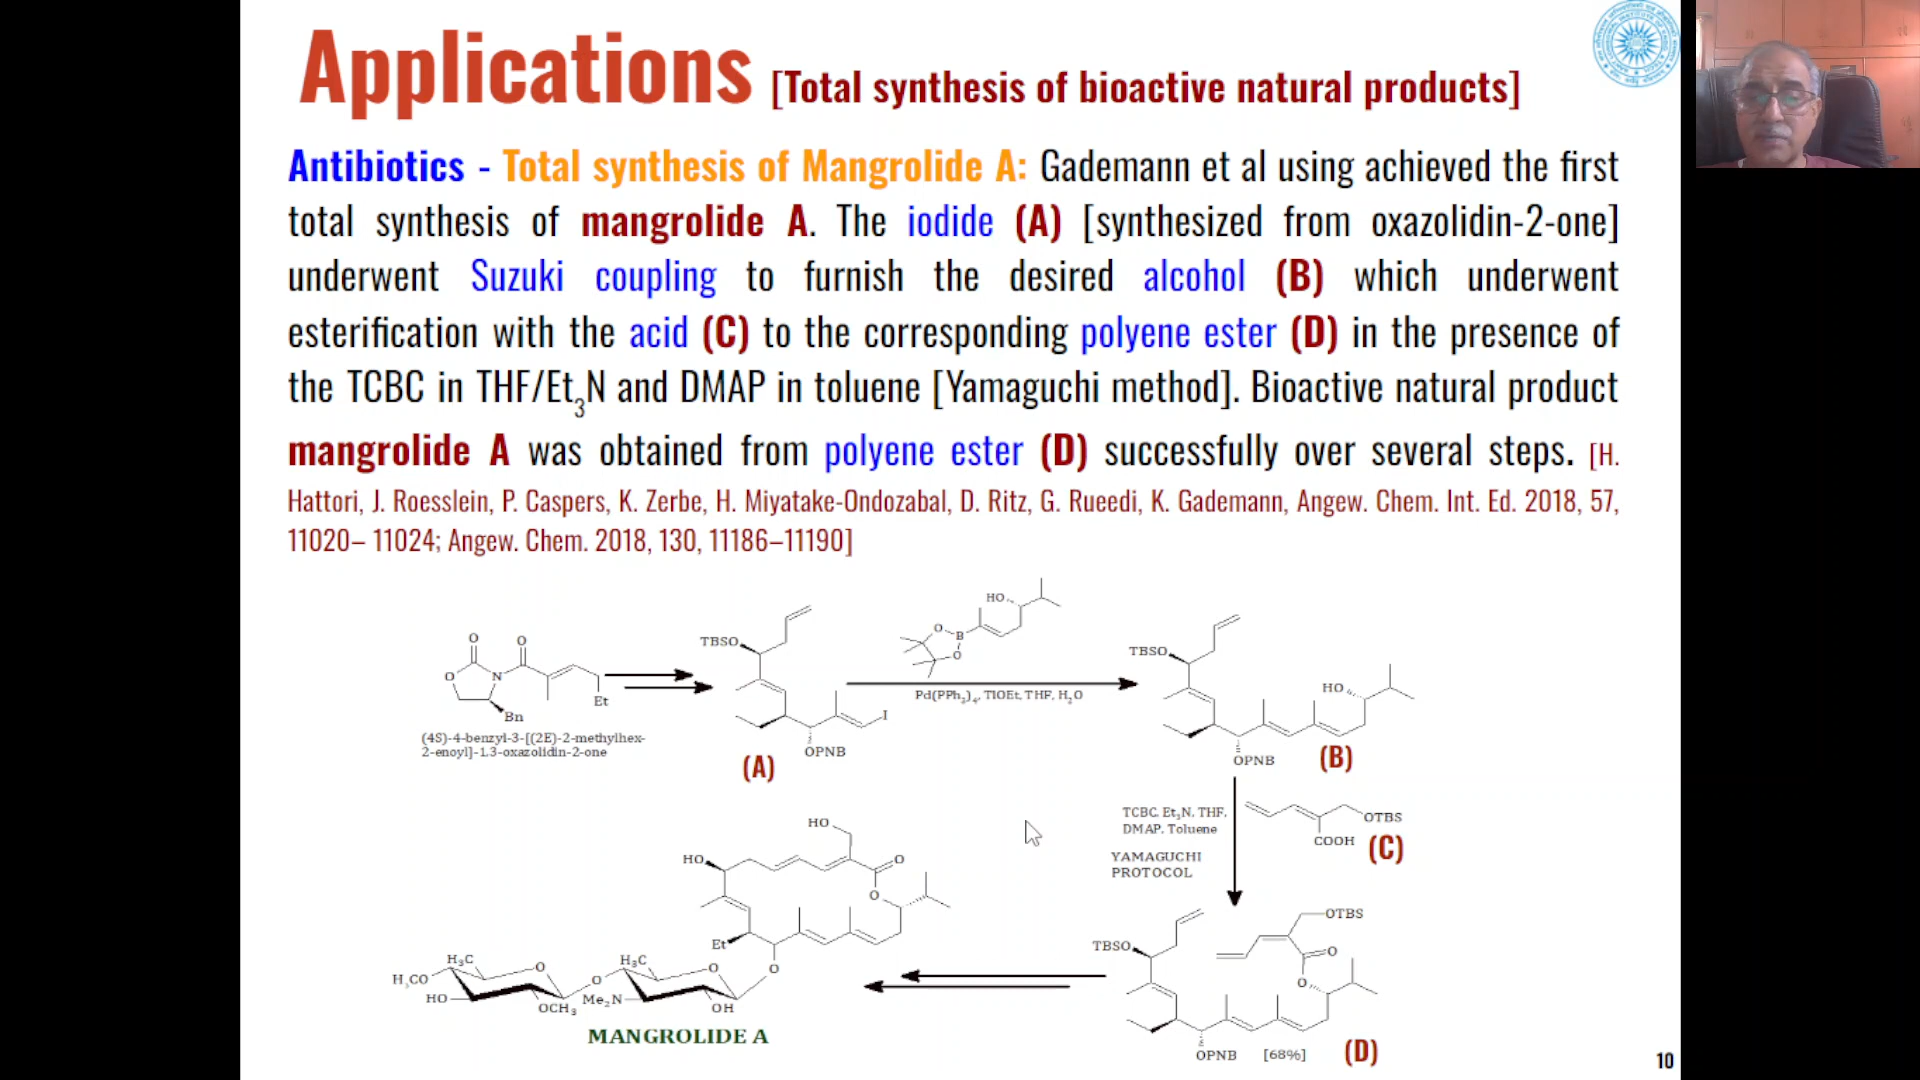 Applications [Total synthesis of bioactive natural products]
Antibiotics - Total synthesis of Mangrolide A: Gademann et al using achieved the first
total synthesis of mangrolide A. The iodide (A) [synthesized from oxazolidin-2-one]
underwent Suzuki coupling to furnish the desired alcohol (B) which underwent
esterification with the acid (C) to the corresponding polyene ester (D) in the presence of
the TCBC in THF/Et3N and DMAP in toluene [Yamaguchi method]. Bioactive natural product
mangrolide A was obtained from polyene ester (D) successfully over several steps. [H.
Hattori, J. Roesslein, P. Caspers, K. Zerbe, H. Miyatake-Ondozabal, D. Ritz, G. Rueedi, K. Gademann, Angew. Chem. Int. Ed. 2018, 57,
11020– 11024; Angew. Chem. 2018, 130, 11186–11190]
O
O
O
N
Et
Bn
(4S)-4-benzyl-3-[(2E)-2-methylhex-
2-enoyl]-1.3-oxazolidin-2-one
TBSO
I
OPNB
(A)
HO
O
B
O
Pd(PPh3)4, TlOEt, THF, H2O
TBSO
HO
OPNB
(B)
TCBC, Et3N, THF,
DMAP, Toluene
YAMAGUCHI
PROTOCOL
OTBS
COOH
(C)
OTBS
TBSO
O
O
OPNB
[68%]
(D)
HO
HO
O
O
Et
O
H3C
H3CO
HO
O
OCH3
O
H3C
Me2N
O
OH
MANGROLIDE A
10